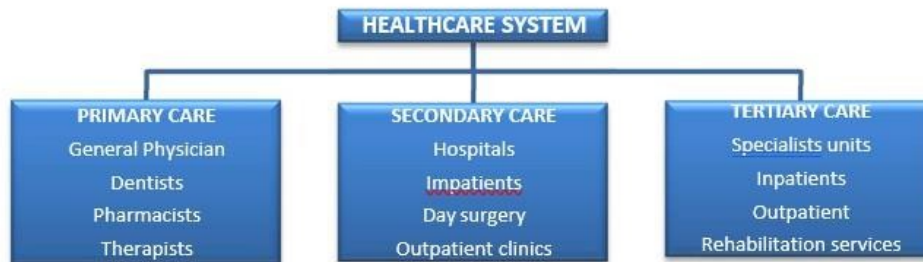 HEALTHCARE SYSTEM
PRIMARY CARE
General Physician
Dentists
Pharmacists
Therapists
SECONDARY CARE
Hospitals
Impatients
Day surgery
Outpatient clinics
TERTIARY CARE
Specialists units
Inpatients
Outpatient
Rehabilitation services